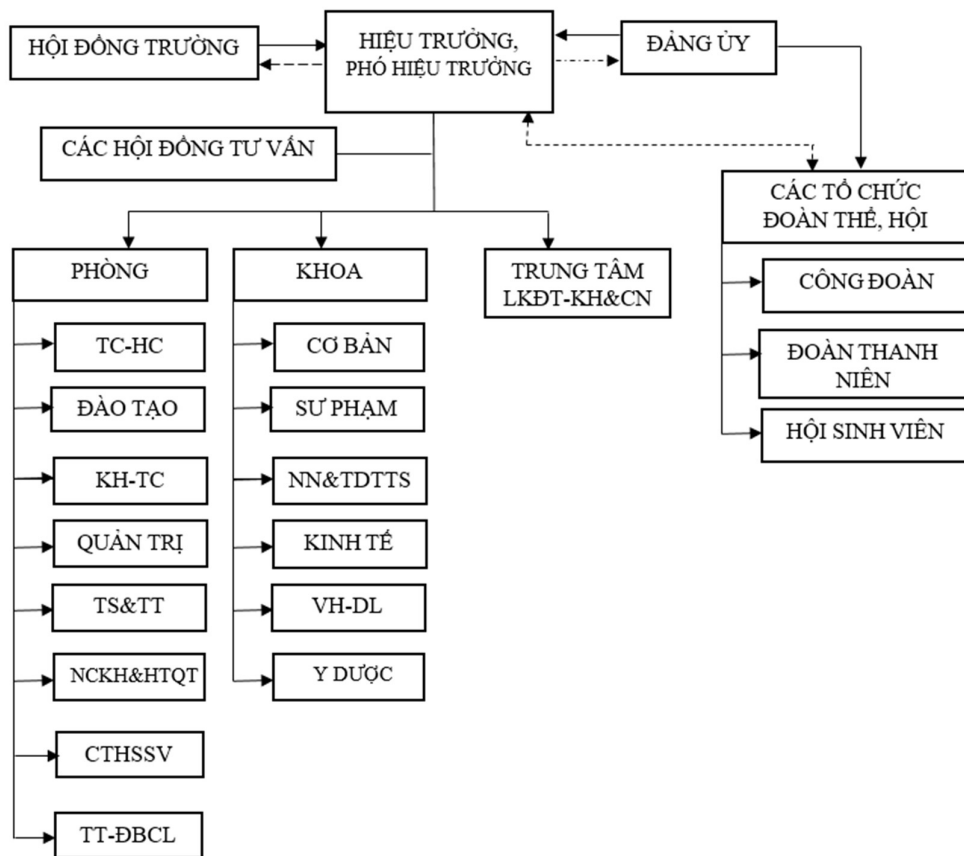 HỘI ĐỒNG TRƯỜNG
HIỆU TRƯỞNG,
PHÓ HIỆU TRƯỞNG
ĐẢNG ỦY
CÁC HỘI ĐỒNG TƯ VẤN
CÁC TỔ CHỨC
ĐOÀN THỂ, HỘI
PHÒNG
KHOA
TRUNG TÂM
LKĐT-KH&CN
CÔNG ĐOÀN
ĐOÀN THANH
NIÊN
HỘI SINH VIÊN
TC-HC
ĐÀO TẠO
KH-TC
QUẢN TRỊ
TS&TT
NCKH&HTQT
CTHSSV
TT-ĐBCL
CƠ BẢN
SƯ PHẠM
NN&TDTTS
KINH TẾ
VH-DL
Y DƯỢC